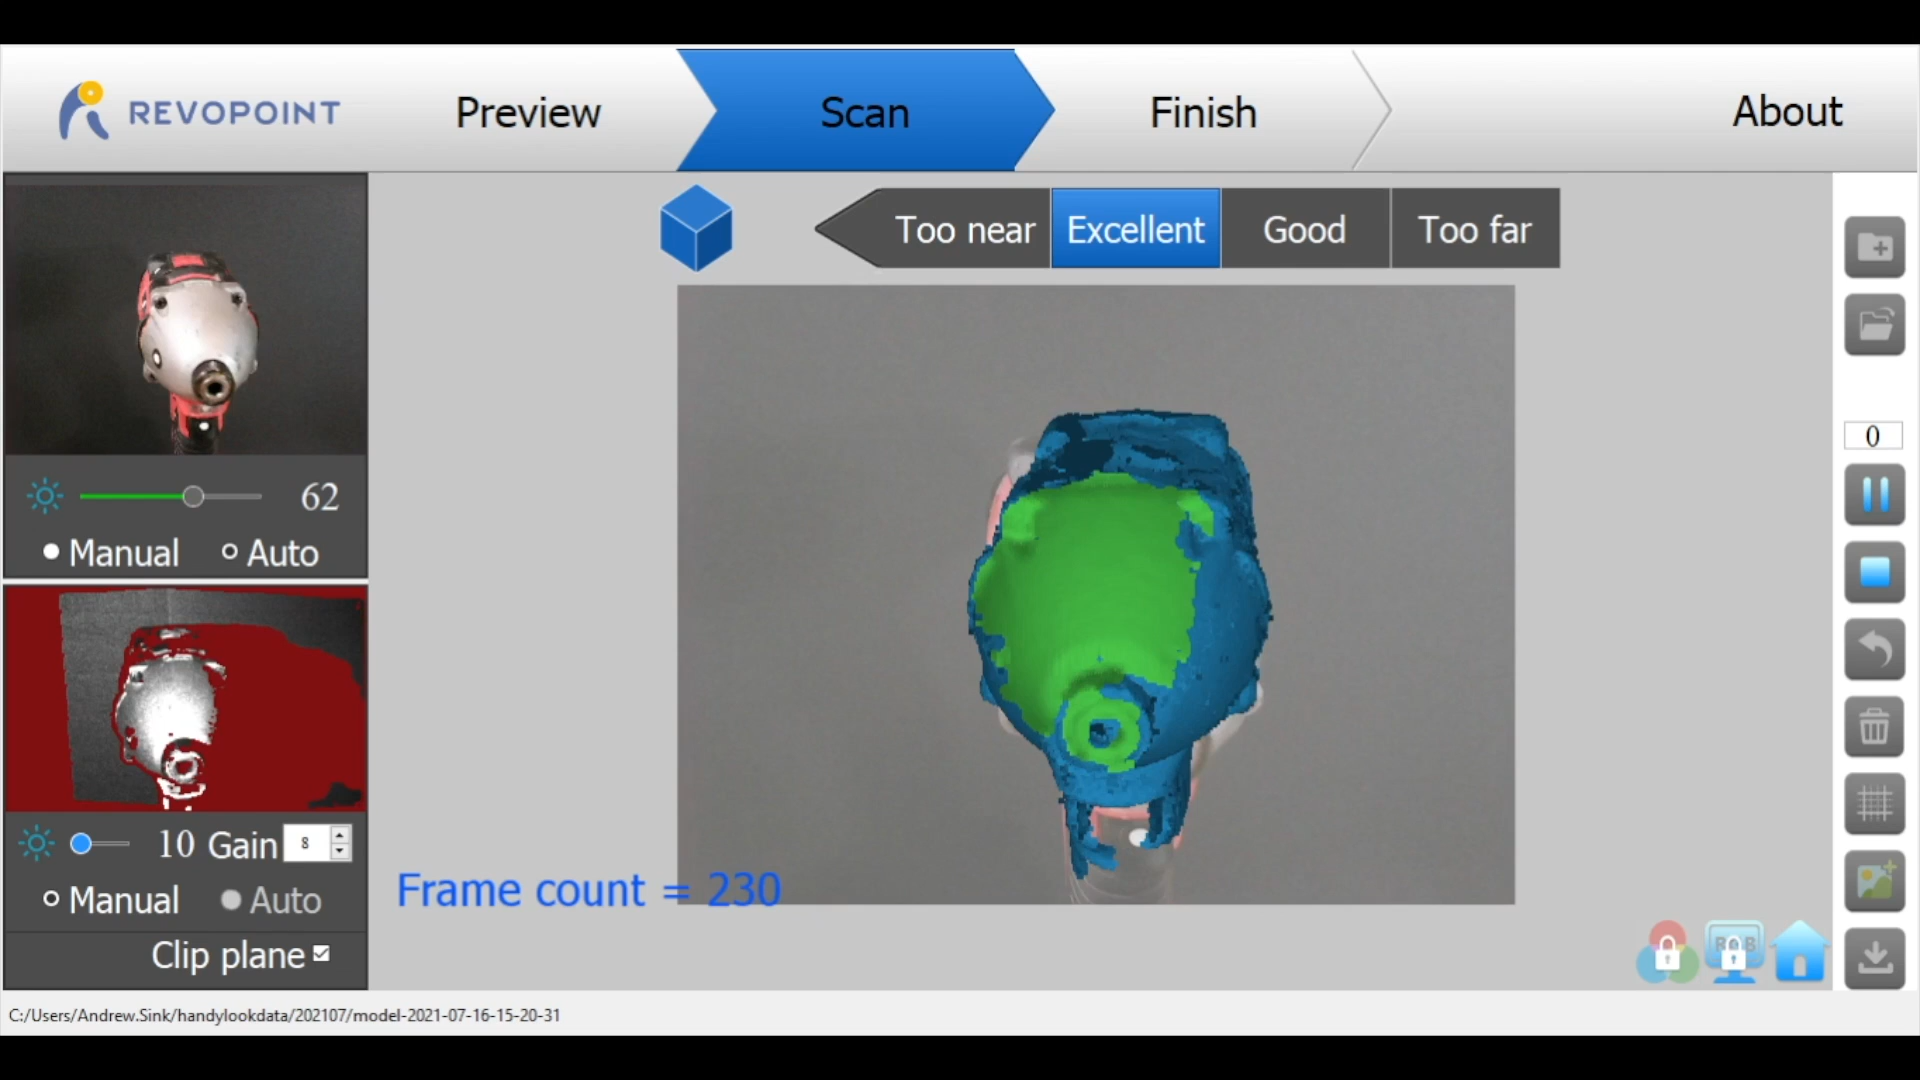 REVOPOINT
Preview
Scan
Finish
About
Too near
Excellent
Good
Too far
62
Manual
Auto
0
10 Gain 8
Manual
Auto
Clip plane
Frame count = 230
RGB
C:/Users/Andrew.Sink/handylookdata/202107/model-2021-07-16-15-20-31